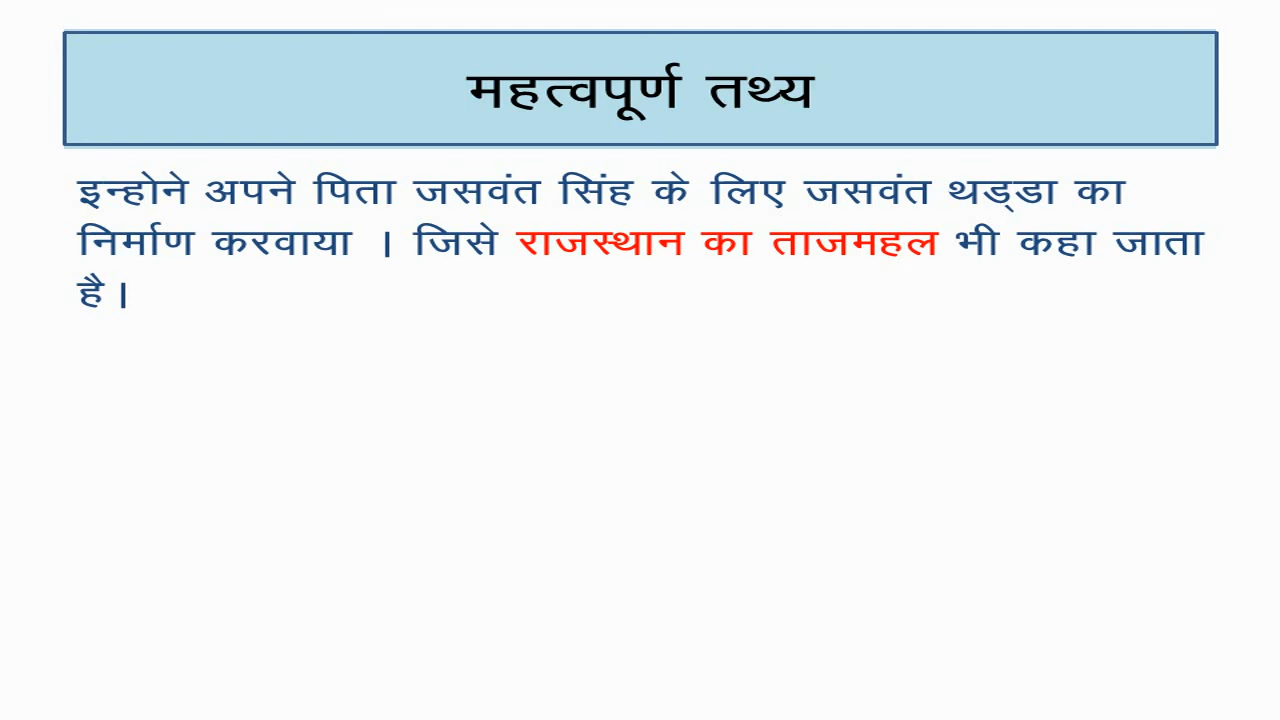 महत्वपूर्ण तथ्य
इन्होने अपने पिता जसवंत सिंह के लिए जसवंत थड्‌डा का
निर्माण करवाया । जिसे राजस्थान का ताजमहल भी कहा जाता
है।